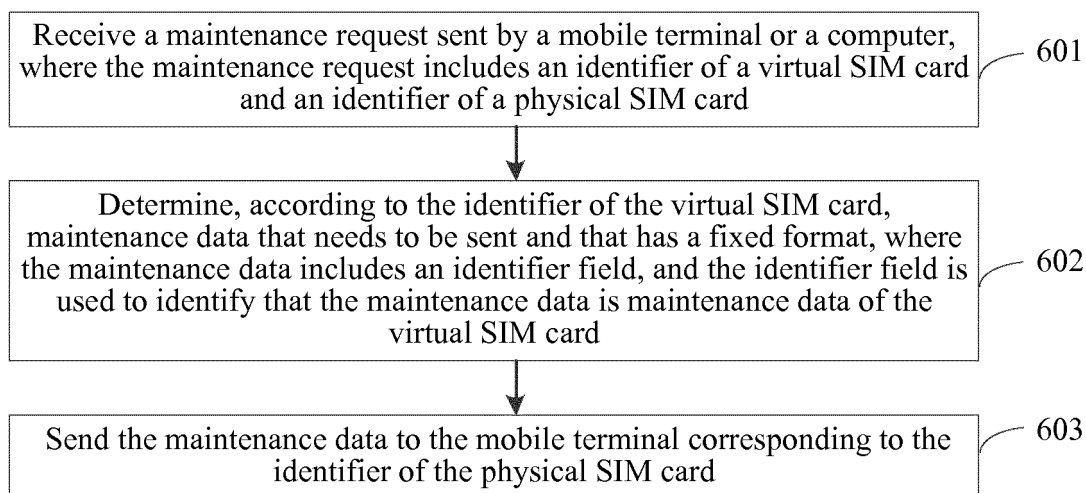 Receive a maintenance request sent by a mobile terminal or a computer,
where the maintenance request includes an identifier of a virtual SIM card
and an identifier of a physical SIM card
601
Determine, according to the identifier of the virtual SIM card,
maintenance data that needs to be sent and that has a fixed format, where
the maintenance data includes an identifier field, and the identifier field is
used to identify that the maintenance data is maintenance data of the
virtual SIM card
602
Send the maintenance data to the mobile terminal corresponding to the
identifier of the physical SIM card
603